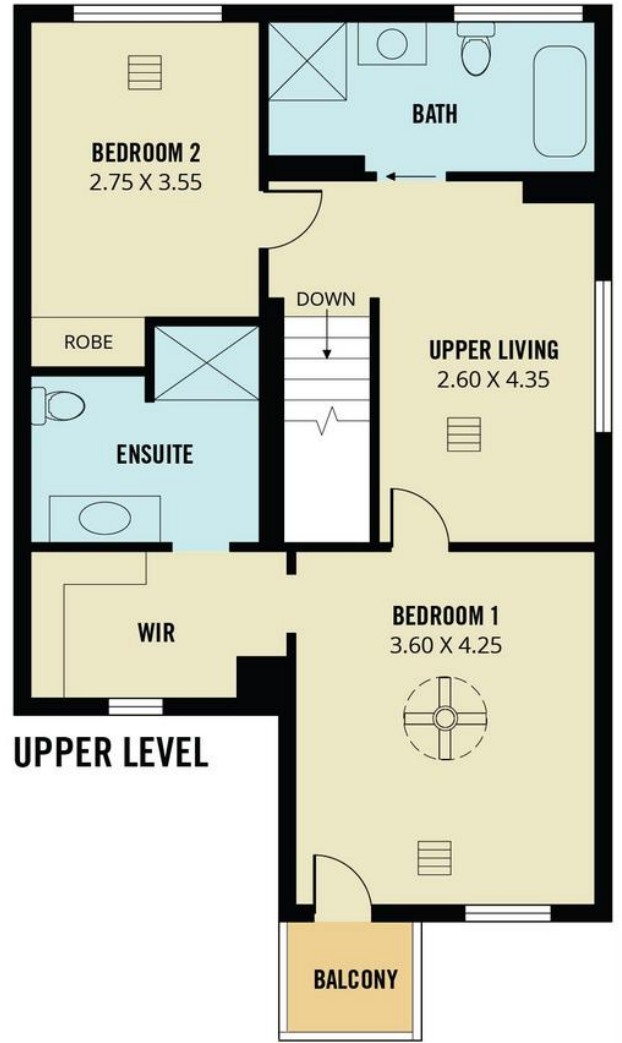 BATH
BEDROOM 2
2.75 X 3.55
DOWN
ROBE
UPPER LIVING
2.60 X 4.35
ENSUITE
WIR
BEDROOM 1
3.60 X 4.25
UPPER LEVEL
BALCONY